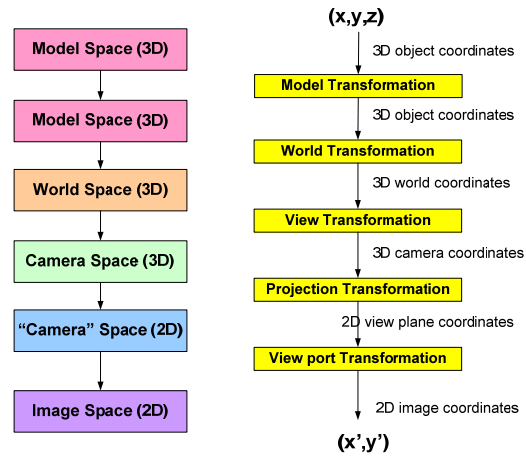 Model Space (3D)
Model Space (3D)
World Space (3D)
Camera Space (3D)
“Camera” Space (2D)
Image Space (2D)
(x,y,z)
3D object coordinates
Model Transformation
3D object coordinates
World Transformation
3D world coordinates
View Transformation
3D camera coordinates
Projection Transformation
2D view plane coordinates
View port Transformation
2D image coordinates
(x’,y’)